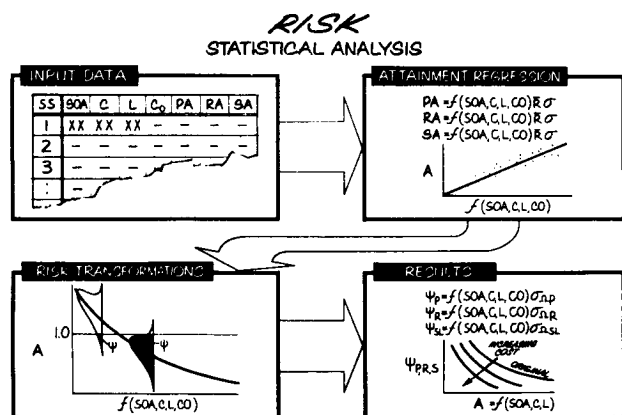 RISK
STATISTICAL ANALYSIS
INPUT DATA
SS SOA C L C₀ PA RA SA
1 XX XX XX – – – –
2 – – – – – – –
3 – – – – –
: –
ATTAINMENT REGRESSION
PA = f(SOA,C,L,CO) R̄ σ
RA = f(SOA,C,L,CO) R̄ σ
SA = f(SOA,C,L,CO) R̄ σ
A
f(SOA,C,L,CO)
RISK TRANSFORMATIONS
1.0
A
ψ
ψ
f(SOA,C,L,CO)
RESULTS
ψP = f(SOA,C,L,CO) σΩP
ψR = f(SOA,C,L,CO) σΩR
ψSL = f(SOA,C,L,CO) σΩSL
INCREASING
COST
ORIGINAL
ψP,R,S
A = f(SOA,C,L)